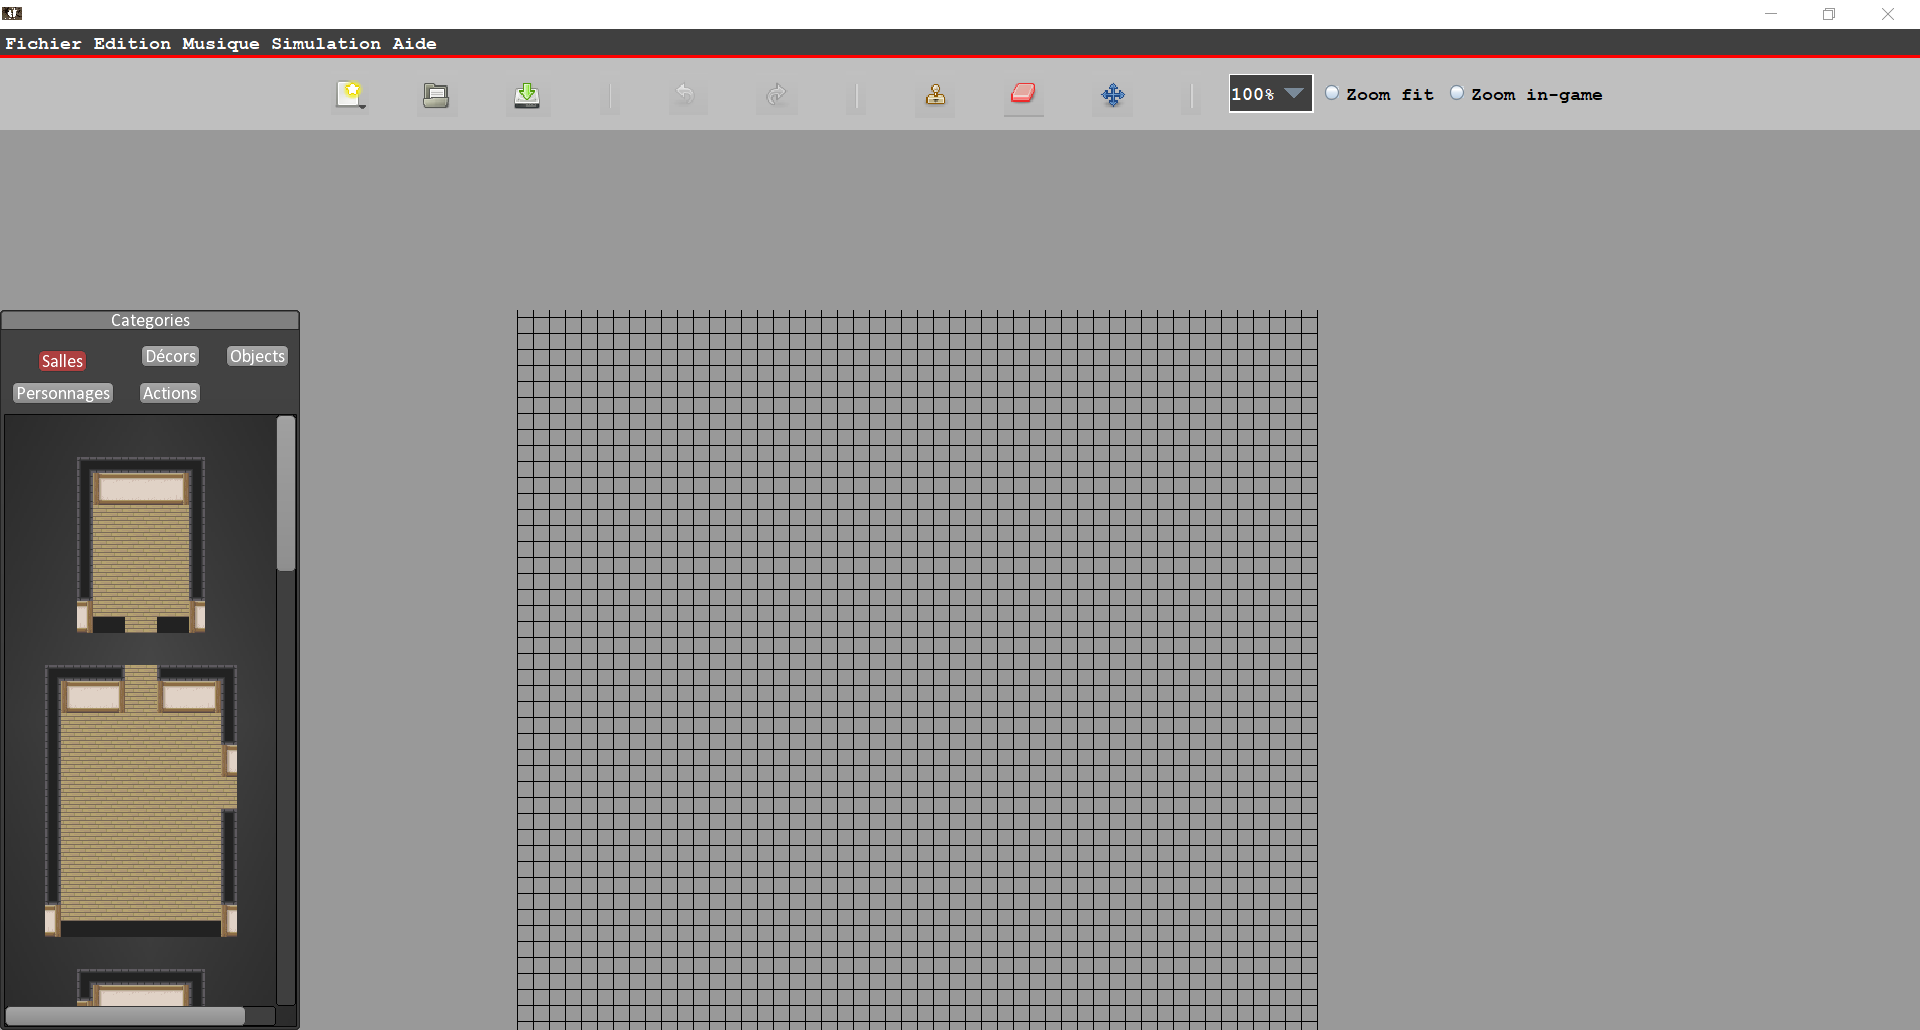 Fichier Edition Musique Simulation Aide
100% Zoom fit Zoom in-game
Categories
Salles Décors Objects
Personnages Actions